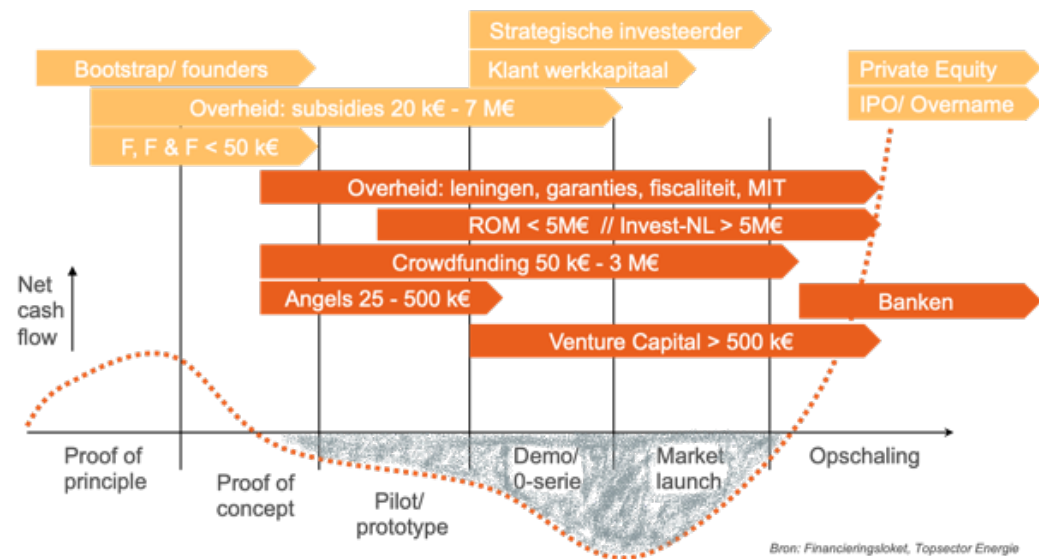 Strategische investeerder
Bootstrap/ founders
Klant werkkapitaal
Private Equity
Overheid: subsidies 20 k€ - 7 M€
IPO/ Overname
F, F & F < 50 k€
Overheid: leningen, garanties, fiscaliteit, MIT
ROM < 5M€ // Invest-NL > 5M€
Crowdfunding 50 k€ - 3 M€
Net
cash
flow
Angels 25 - 500 k€
Banken
Venture Capital > 500 k€
Proof of
principle
Proof of
concept
Pilot/
prototype
Demo/
0-serie
Market
launch
Opschaling
Bron: Financieringsloket, Topsector Energie